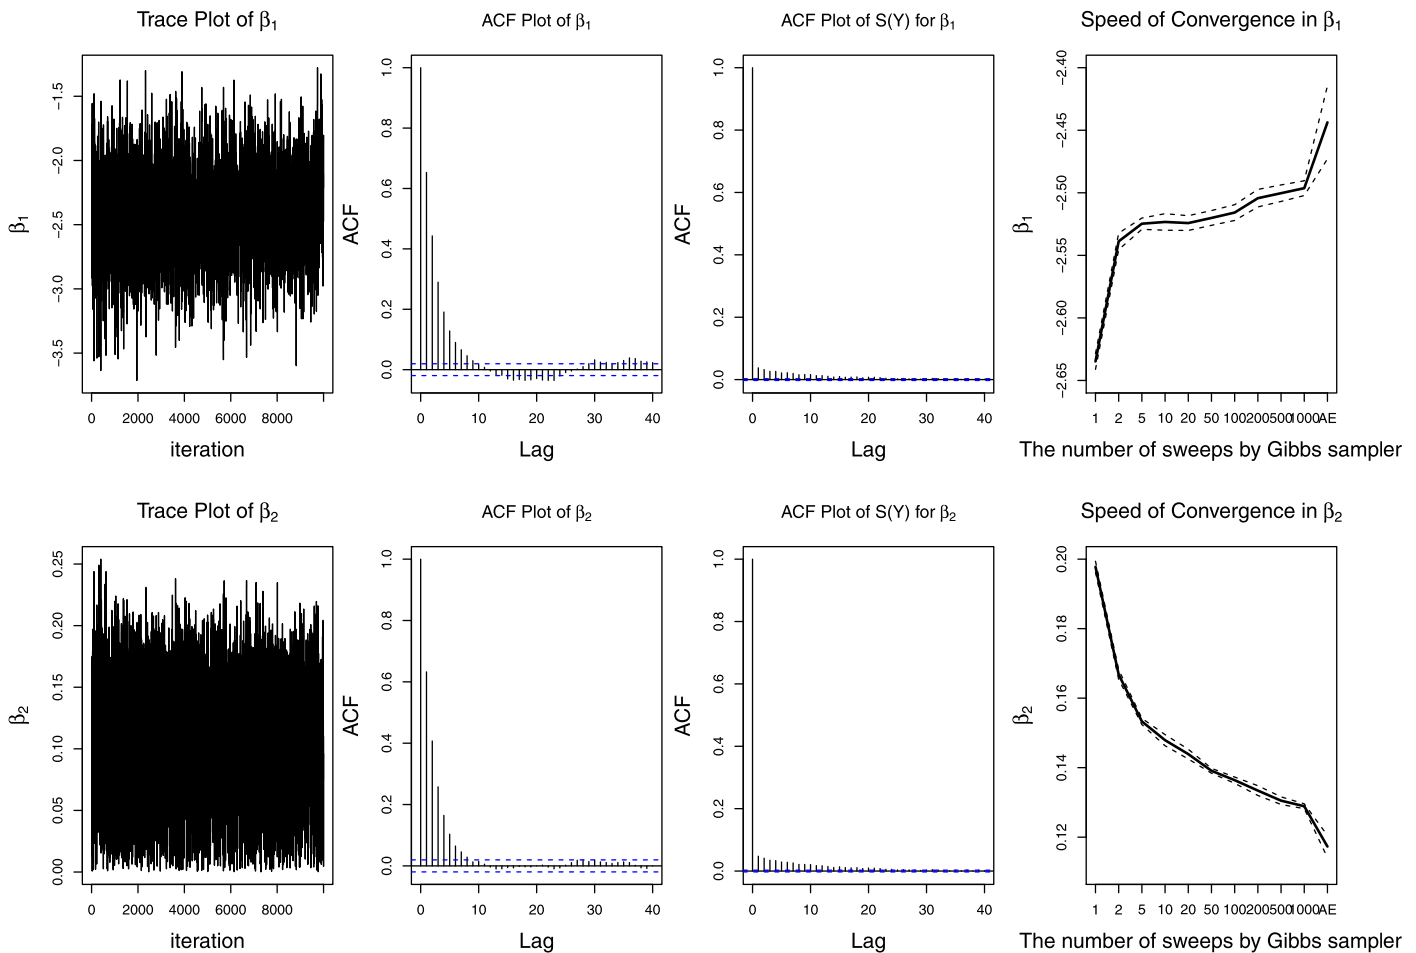 Trace Plot of β1
ACF Plot of β1
ACF Plot of S(Y) for β1
Speed of Convergence in β1
β1
−1.5
−2.0
−2.5
−3.0
−3.5
0 2000 4000 6000 8000
iteration
ACF
1.0
0.8
0.6
0.4
0.2
0.0
0 10 20 30 40
Lag
ACF
1.0
0.8
0.6
0.4
0.2
0.0
0 10 20 30 40
Lag
β1
−2.40
−2.45
−2.50
−2.55
−2.60
−2.65
1 2 5 10 20 50 100 200 500 1000 AE
The number of sweeps by Gibbs sampler
Trace Plot of β2
ACF Plot of β2
ACF Plot of S(Y) for β2
Speed of Convergence in β2
β2
0.25
0.20
0.15
0.10
0.05
0.00
0 2000 4000 6000 8000
iteration
ACF
1.0
0.8
0.6
0.4
0.2
0.0
0 10 20 30 40
Lag
ACF
1.0
0.8
0.6
0.4
0.2
0.0
0 10 20 30 40
Lag
β2
0.20
0.18
0.16
0.14
0.12
1 2 5 10 20 50 100 200 500 1000 AE
The number of sweeps by Gibbs sampler